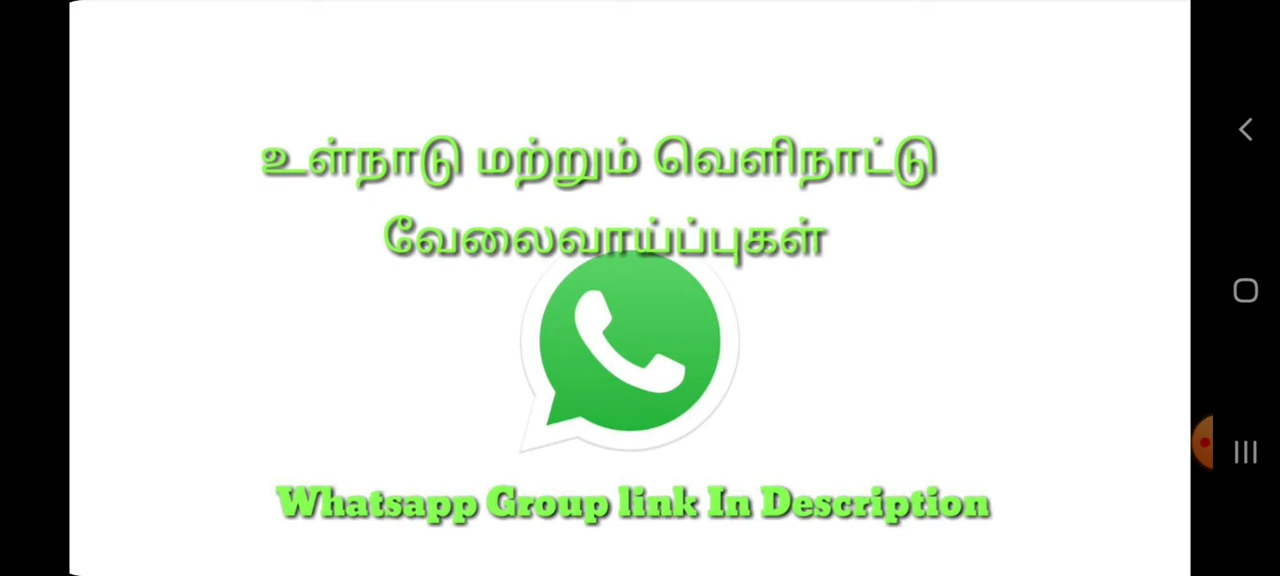 உள்நாடு மற்றும் வெளிநாட்டு
வேலைவாய்ப்புகள்
Whatsapp Group link In Description